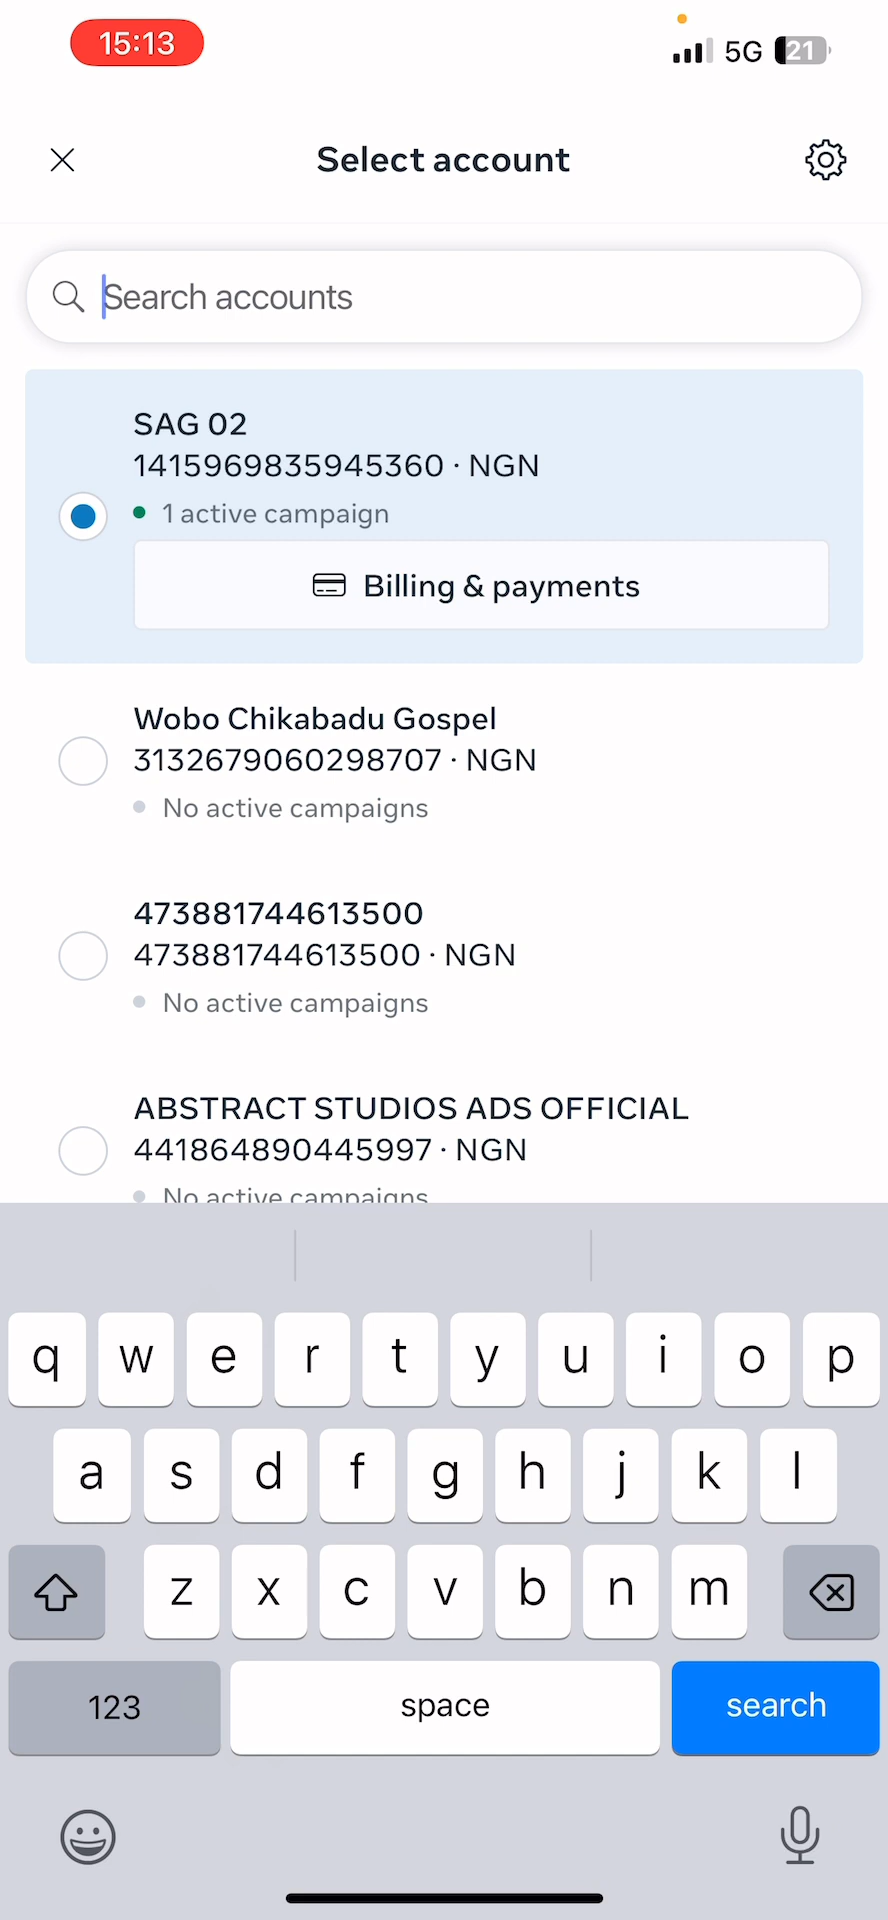 15:13
5G 21
Select account
Search accounts
SAG 02
1415969835945360 · NGN
1 active campaign
Billing & payments
Wobo Chikabadu Gospel
3132679060298707 · NGN
No active campaigns
473881744613500
473881744613500 · NGN
No active campaigns
ABSTRACT STUDIOS ADS OFFICIAL
441864890445997 · NGN
No active campaigns
q w e r t y u i o p
a s d f g h j k l
z x c v b n m
123 space search